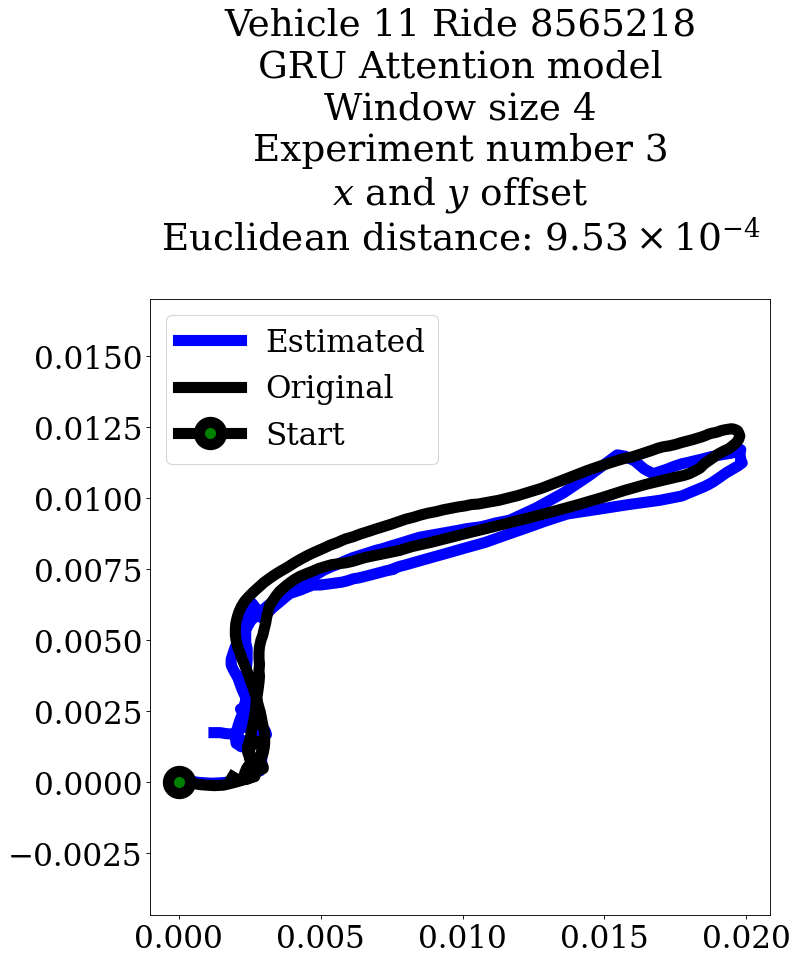 Vehicle 11 Ride 8565218
GRU Attention model
Window size 4
Experiment number 3
x and y offset
Euclidean distance: 9.53 × 10⁻⁴
Estimated
Original
Start
0.0150
0.0125
0.0100
0.0075
0.0050
0.0025
0.0000
−0.0025
0.000 0.005 0.010 0.015 0.020